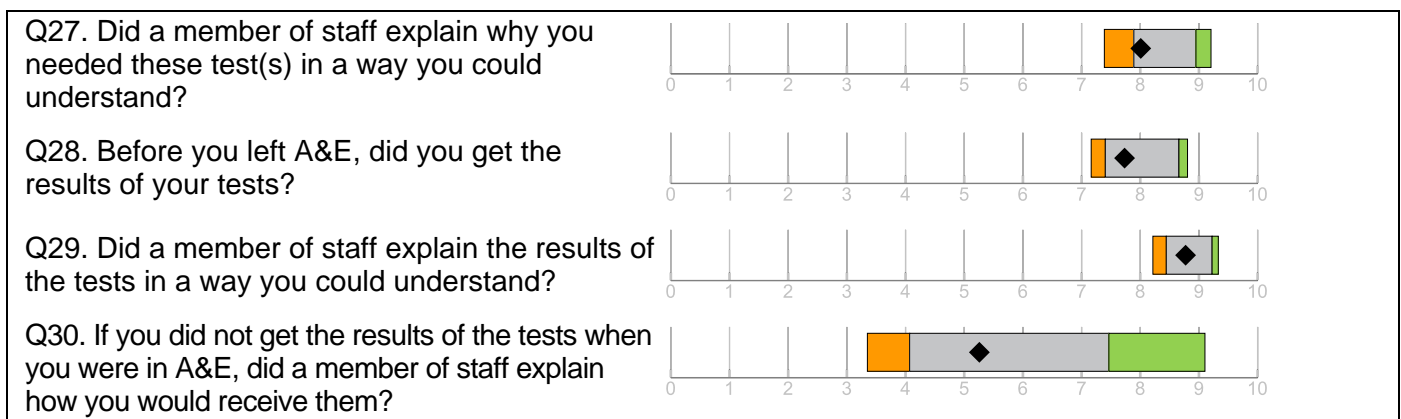 Q27. Did a member of staff explain why you
needed these test(s) in a way you could
understand?
0 1 2 3 4 5 6 7 8 9 10
Q28. Before you left A&E, did you get the
results of your tests?
0 1 2 3 4 5 6 7 8 9 10
Q29. Did a member of staff explain the results of
the tests in a way you could understand?
0 1 2 3 4 5 6 7 8 9 10
Q30. If you did not get the results of the tests when
you were in A&E, did a member of staff explain
how you would receive them?
0 1 2 3 4 5 6 7 8 9 10